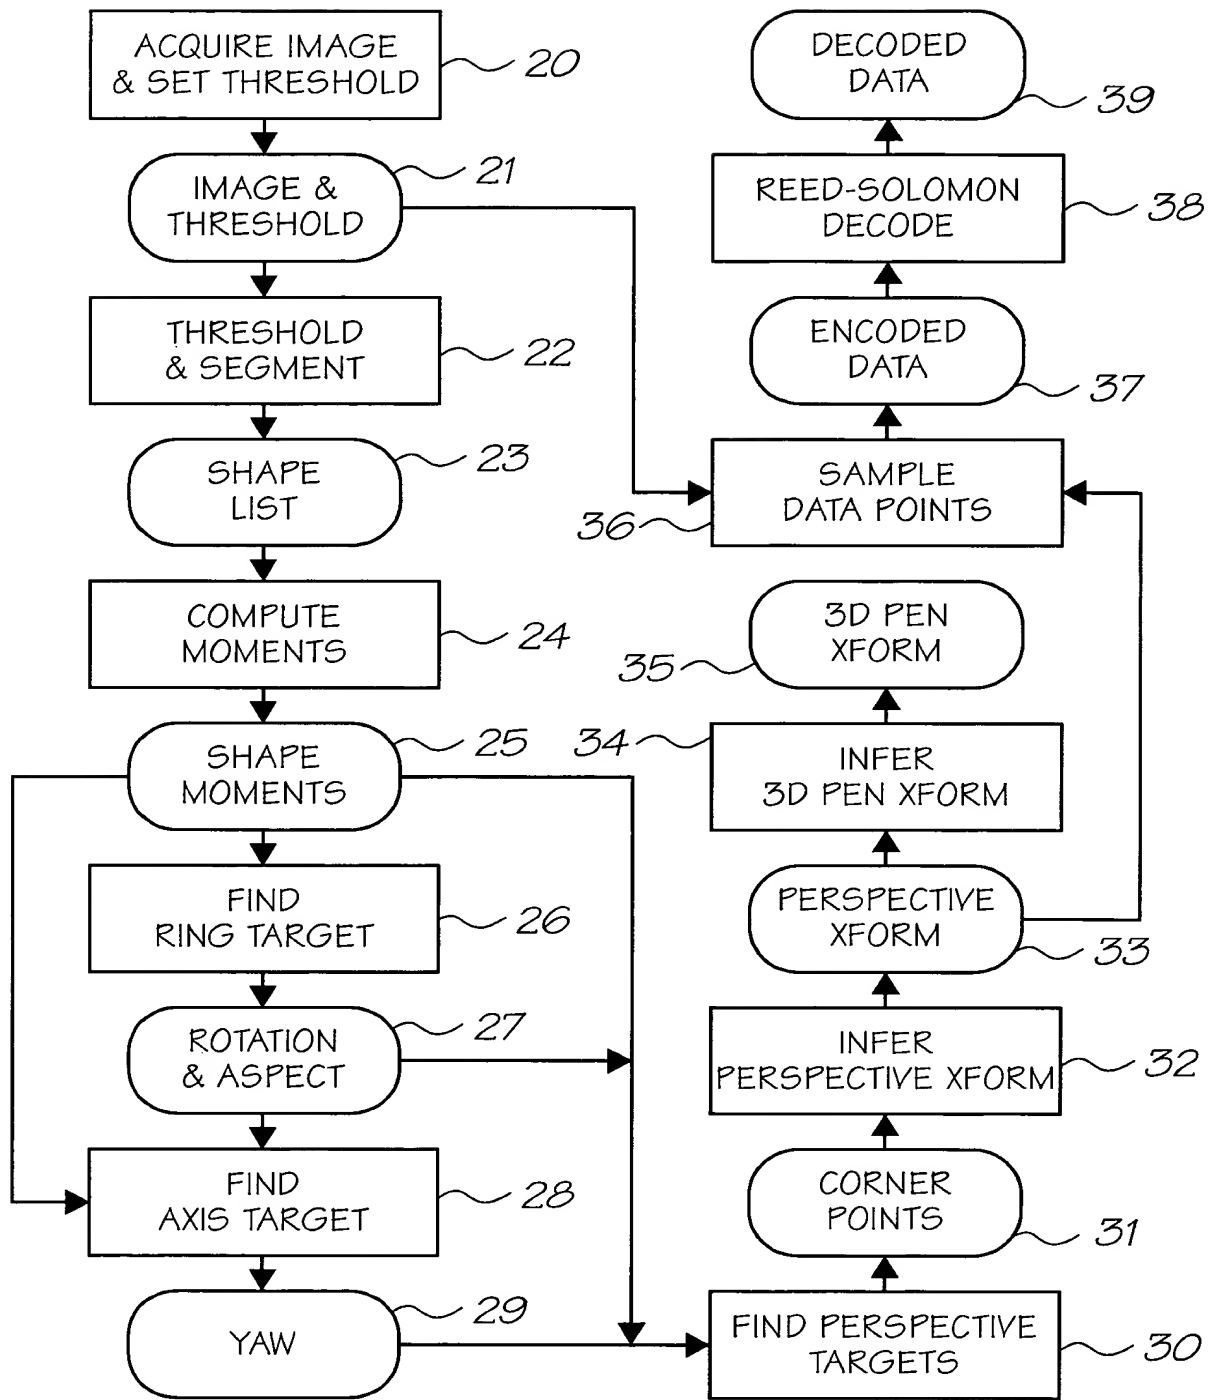 ACQUIRE IMAGE
& SET THRESHOLD
20
IMAGE &
THRESHOLD
21
THRESHOLD
& SEGMENT
22
SHAPE
LIST
23
COMPUTE
MOMENTS
24
SHAPE
MOMENTS
25
FIND
RING TARGET
26
ROTATION
& ASPECT
27
FIND
AXIS TARGET
28
YAW
29
DECODED
DATA
39
REED-SOLOMON
DECODE
38
ENCODED
DATA
37
SAMPLE
DATA POINTS
36
3D PEN
XFORM
35
34
INFER
3D PEN XFORM
PERSPECTIVE
XFORM
33
INFER
PERSPECTIVE XFORM
32
CORNER
POINTS
31
FIND PERSPECTIVE
TARGETS
30